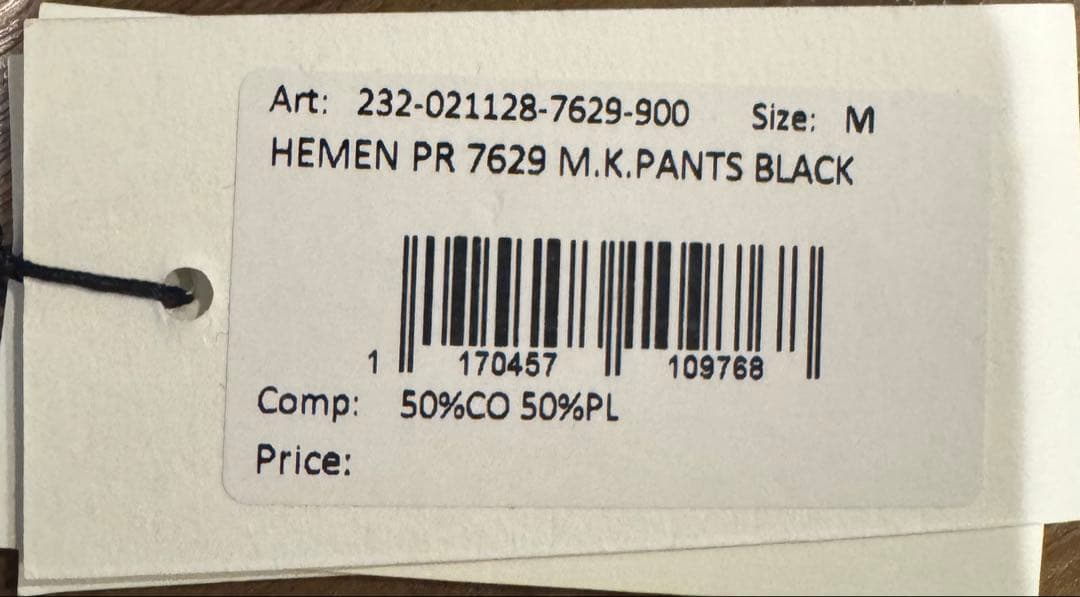 Art: 232-021128-7629-900 Size: M
HEMEN PR 7629 M.K.PANTS BLACK
1 170457 109768
Comp: 50%CO 50%PL
Price: